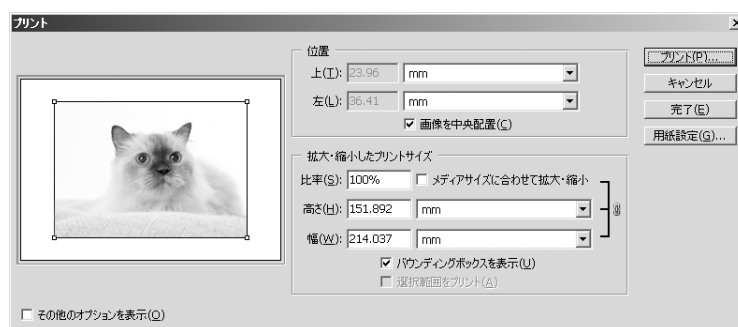 プリント
位置
上(T): 23.96 mm
左(L): 36.41 mm
画像を中央配置(C)
拡大・縮小したプリントサイズ
比率(S): 100% メディアサイズに合わせて拡大・縮小
高さ(H): 151.892 mm
幅(W): 214.037 mm
バウンディングボックスを表示(U)
選択範囲をプリント(A)
プリント(P)...
キャンセル
完了(E)
用紙設定(G)...
その他のオプションを表示(O)